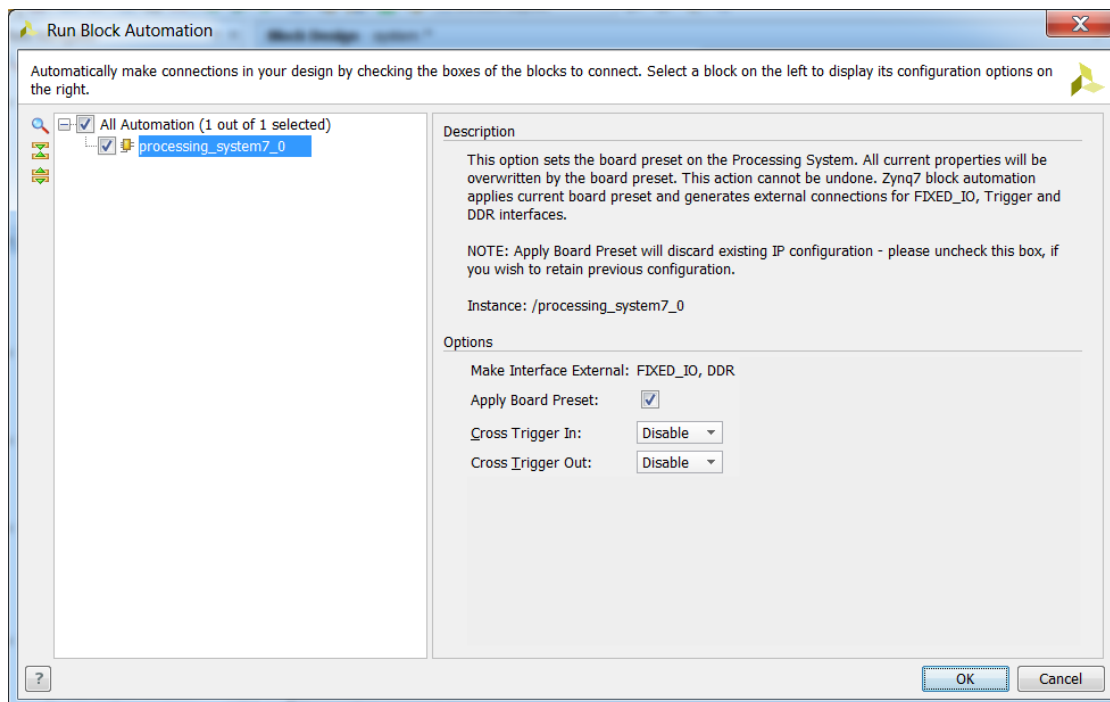 Run Block Automation
Block Design
system *
Automatically make connections in your design by checking the boxes of the blocks to connect. Select a block on the left to display its configuration options on
the right.
All Automation (1 out of 1 selected)
processing_system7_0
Description
This option sets the board preset on the Processing System. All current properties will be
overwritten by the board preset. This action cannot be undone. Zynq7 block automation
applies current board preset and generates external connections for FIXED_IO, Trigger and
DDR interfaces.
NOTE: Apply Board Preset will discard existing IP configuration - please uncheck this box, if
you wish to retain previous configuration.
Instance: /processing_system7_0
Options
Make Interface External: FIXED_IO, DDR
Apply Board Preset:
Cross Trigger In: Disable
Cross Trigger Out: Disable
?
OK Cancel